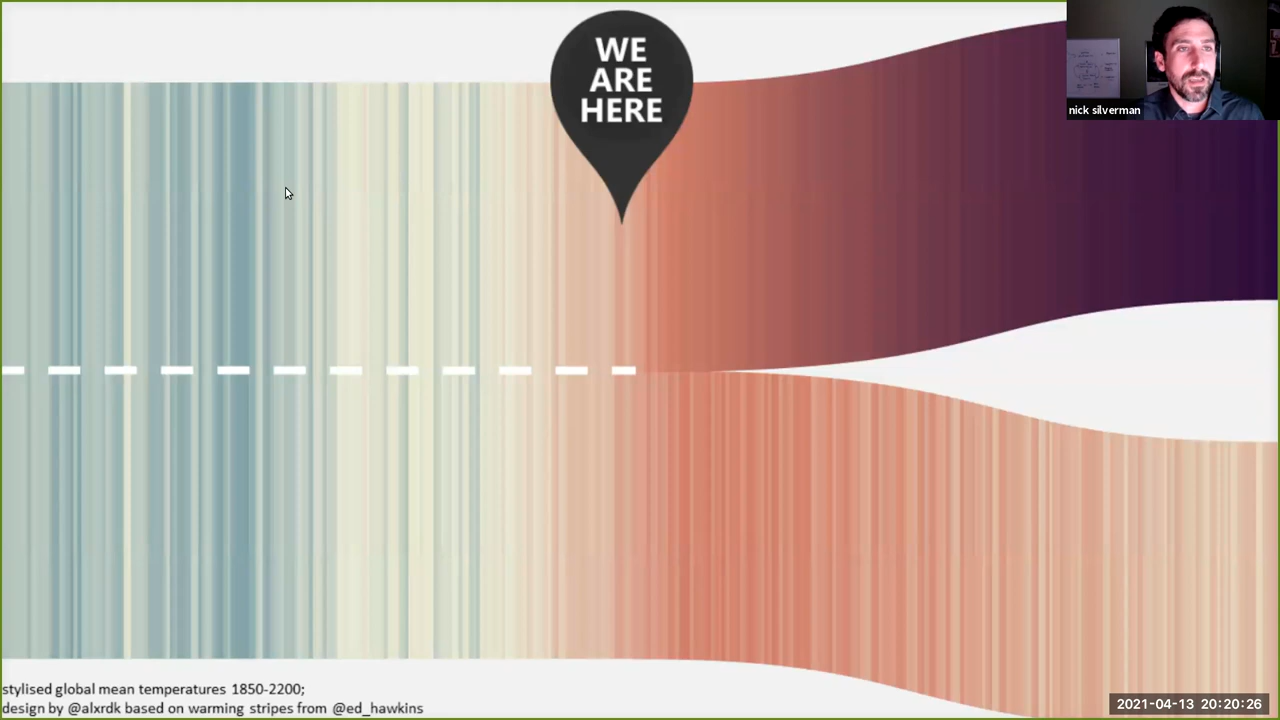 WE
ARE
HERE
nick silverman
stylised global mean temperatures 1850-2200;
design by @alxrdk based on warming stripes from @ed_hawkins
2021-04-13 20:20:26